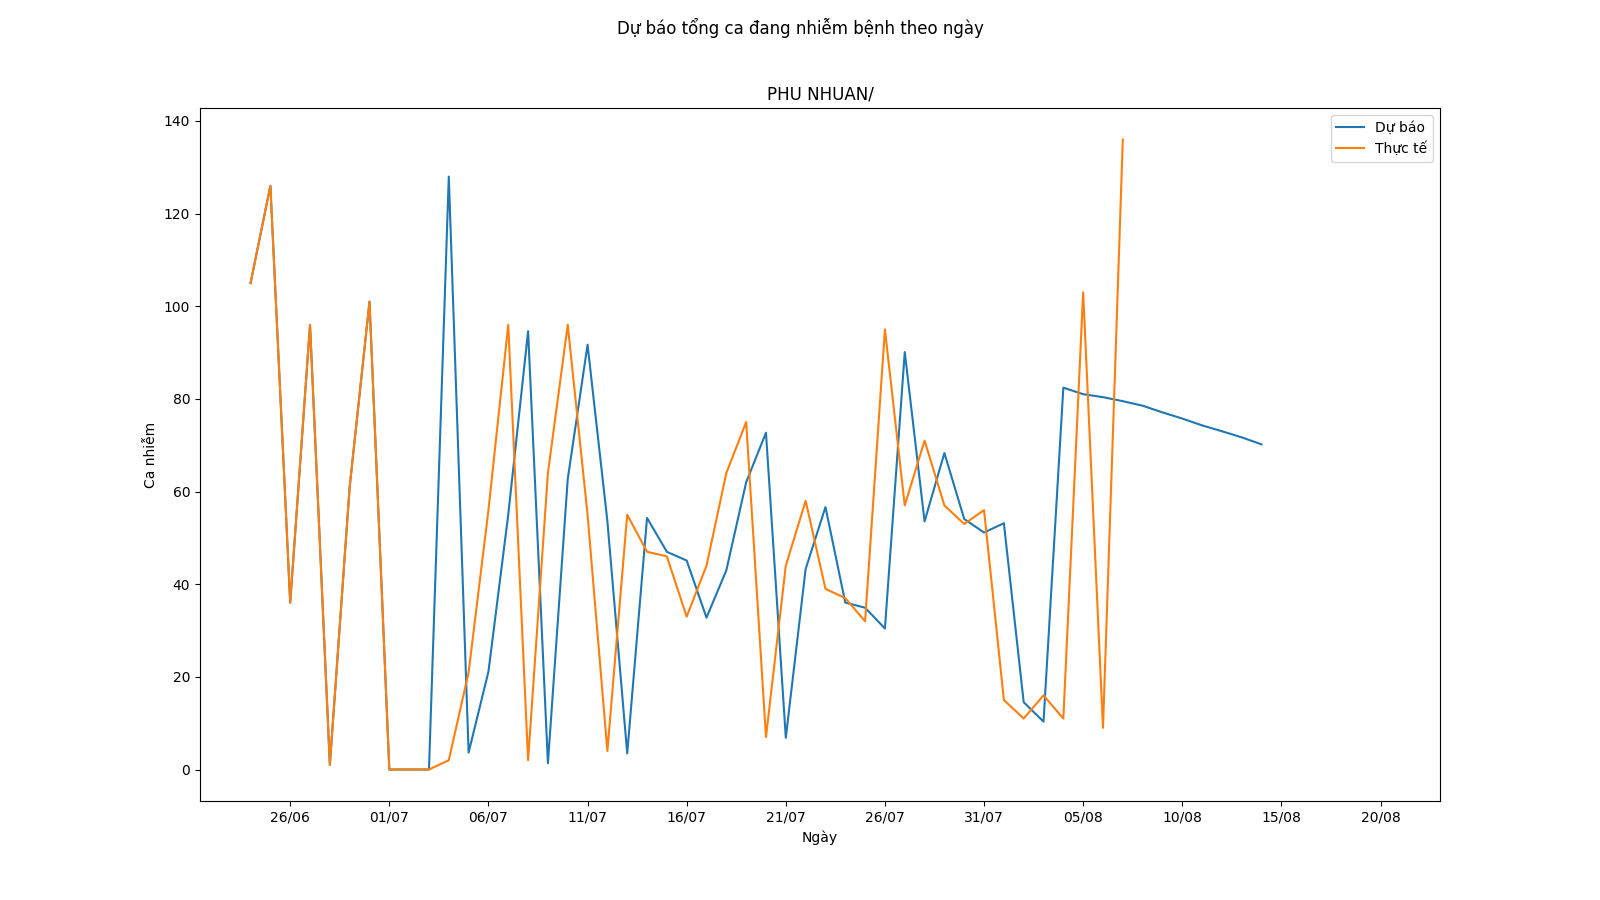 Dự báo tổng ca đang nhiễm bệnh theo ngày
PHU NHUAN/
Dự báo
Thực tế
140
120
100
80
60
40
20
0
Ca nhiễm
26/06 01/07 06/07 11/07 16/07 21/07 26/07 31/07 05/08 10/08 15/08 20/08
Ngày